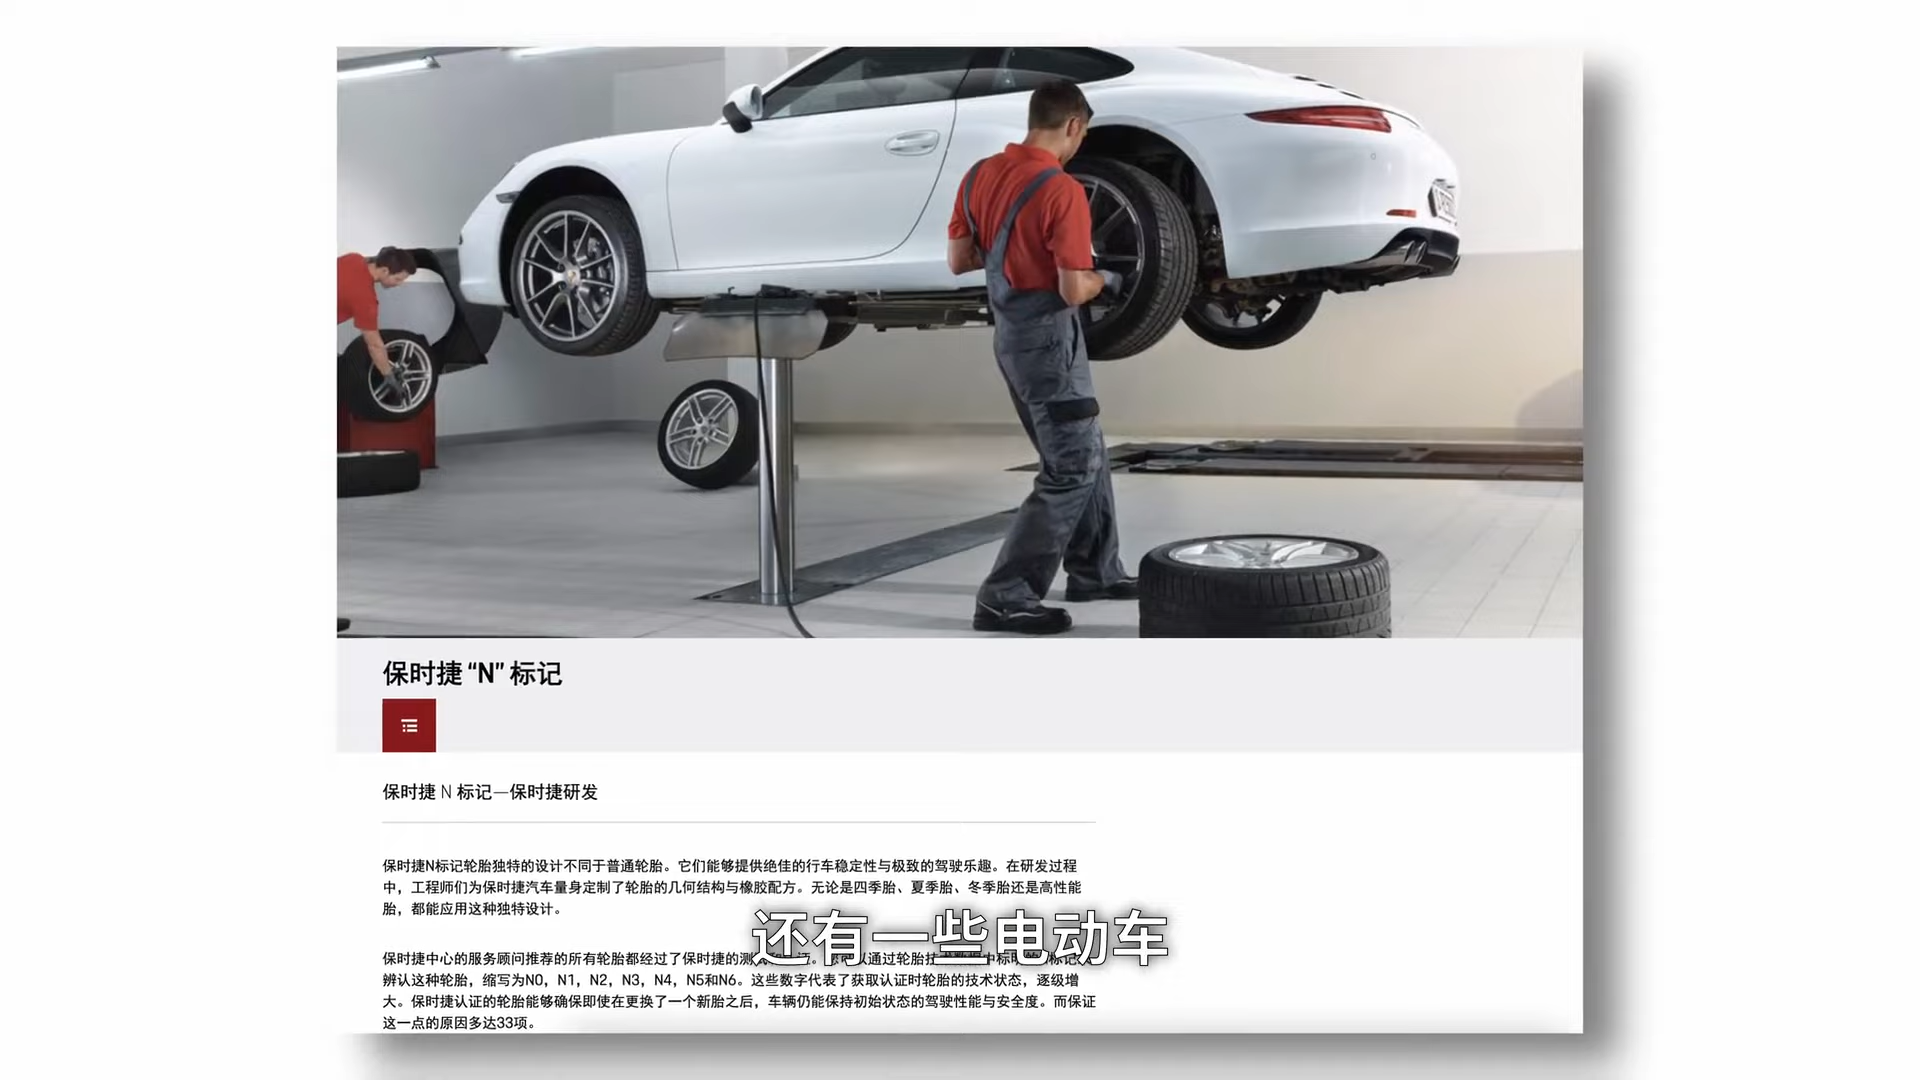 保时捷 “N” 标记
保时捷 N 标记—保时捷研发
保时捷N标记轮胎独特的设计不同于普通轮胎。它们能够提供绝佳的行车稳定性与极致的驾驶乐趣。在研发过程
中，工程师们为保时捷汽车量身定制了轮胎的几何结构与橡胶配方。无论是四季胎、夏季胎、冬季胎还是高性能
胎，都能应用这种独特设计。
还有一些电动车
保时捷中心的服务顾问推荐的所有轮胎都经过了保时捷的测 以通过轮胎技 中标 标记
辨认这种轮胎，缩写为N0，N1，N2，N3，N4，N5和N6。这些数字代表了获取认证时轮胎的技术状态，逐级增
大。保时捷认证的轮胎能够确保即使在更换了一个新胎之后，车辆仍能保持初始状态的驾驶性能与安全度。而保证
这一点的原因多达33项。